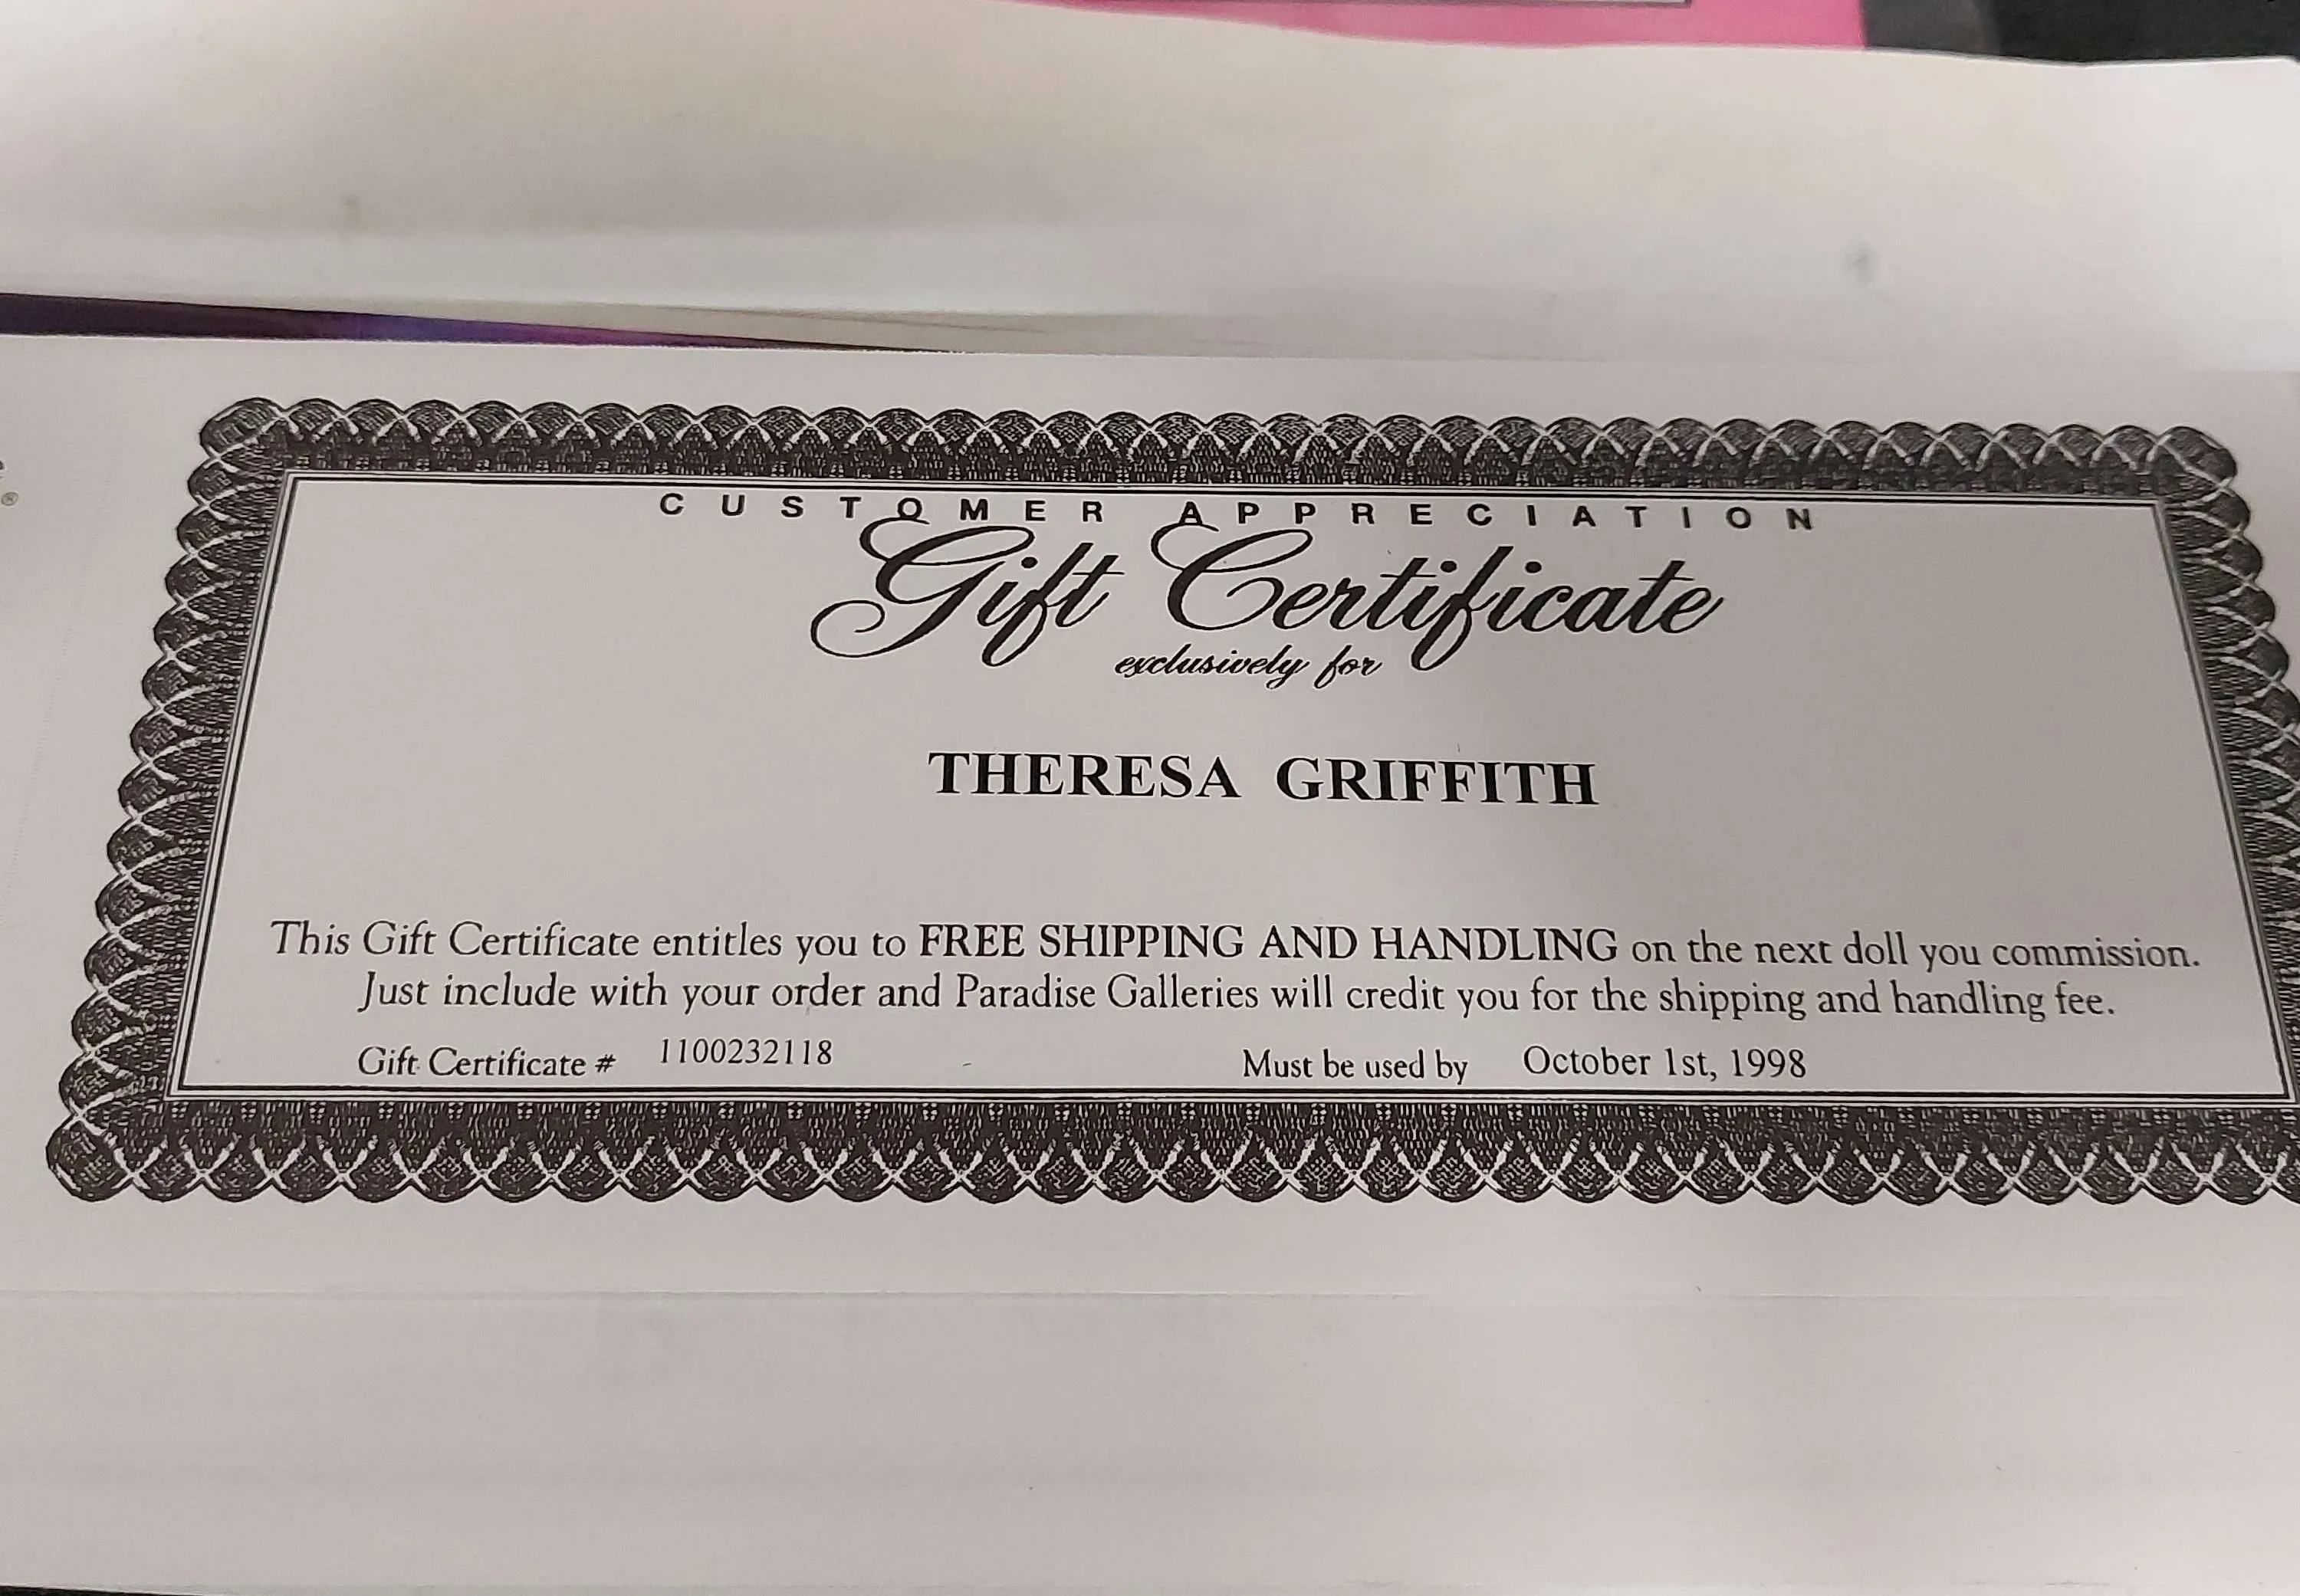 ®
CUSTOMER APPRECIATION
Gift Certificate
exclusively for
THERESA GRIFFITH
This Gift Certificate entitles you to FREE SHIPPING AND HANDLING on the next doll you commission.
Just include with your order and Paradise Galleries will credit you for the shipping and handling fee.
Gift Certificate # 1100232118 Must be used by October 1st, 1998